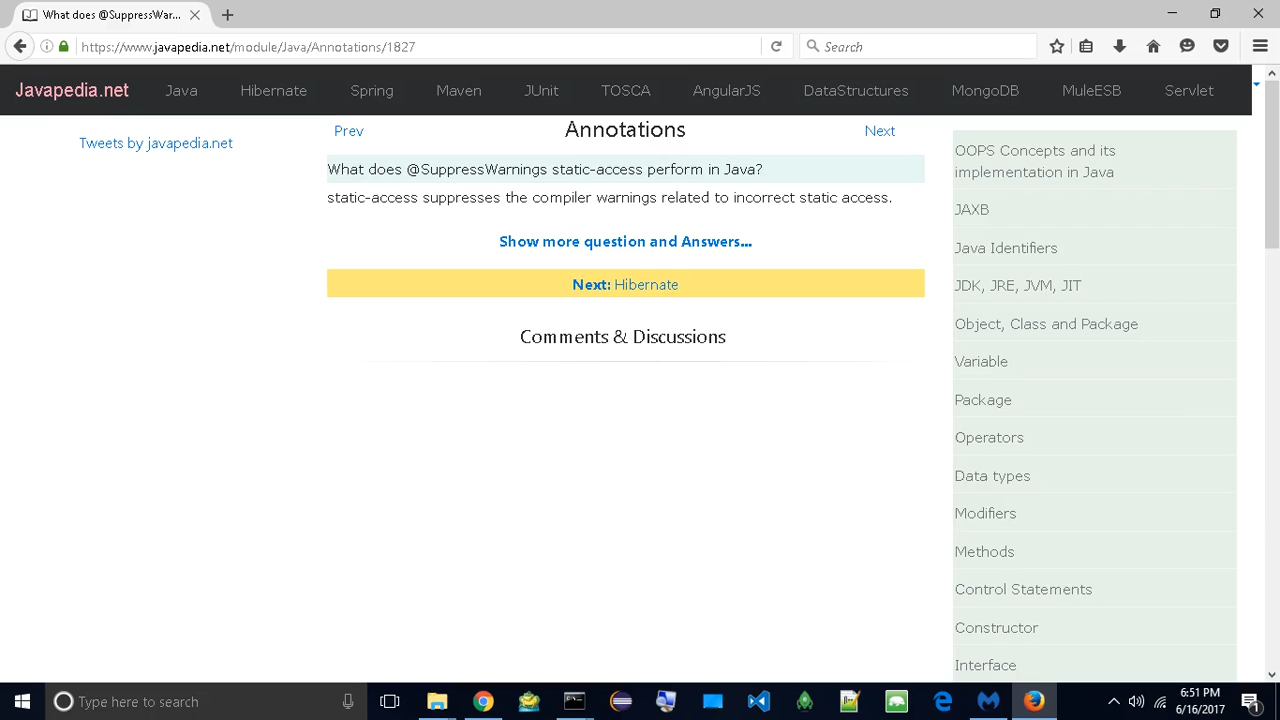 What does @SuppressWar...
https://www.javapedia.net/module/Java/Annotations/1827
Search
Javapedia.net Java Hibernate Spring Maven JUnit TOSCA AngularJS DataStructures MongoDB MuleESB Servlet
Tweets by javapedia.net
Prev Annotations Next
What does @SuppressWarnings static-access perform in Java?
static-access suppresses the compiler warnings related to incorrect static access.
Show more question and Answers...
Next: Hibernate
Comments & Discussions
OOPS Concepts and its
implementation in Java
JAXB
Java Identifiers
JDK, JRE, JVM, JIT
Object, Class and Package
Variable
Package
Operators
Data types
Modifiers
Methods
Control Statements
Constructor
Interface
Type here to search
6:51 PM
6/16/2017
1